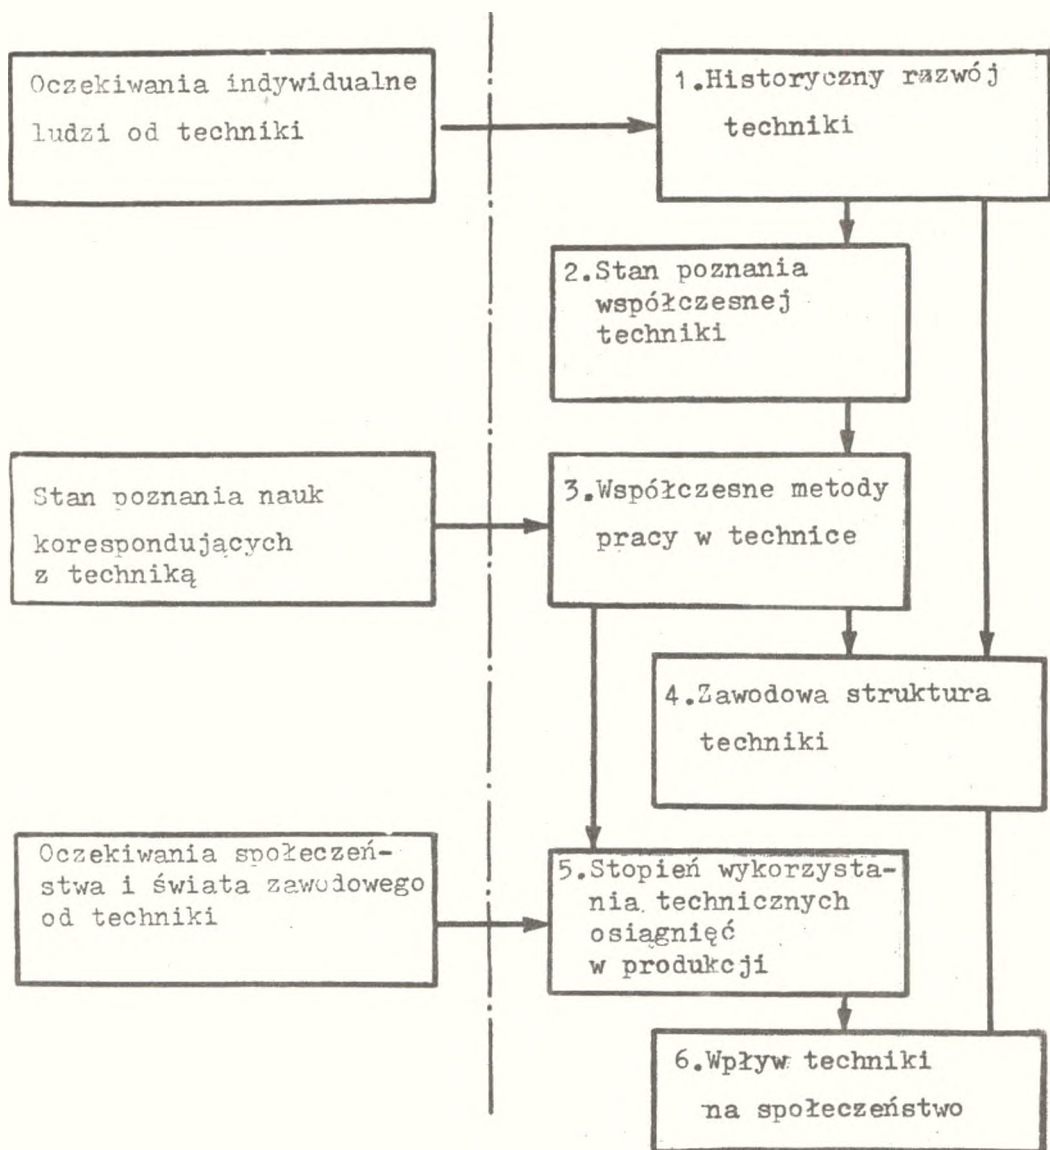 Oczekiwania indywidualne
ludzi od techniki
1.Historyczny razwój
techniki
2.Stan poznania
współczesnej
techniki
Stan poznania nauk
korespondujących
z techniką
3.Współczesne metody
pracy w technice
4.Zawodowa struktura
techniki
Oczekiwania społeczeń-
stwa i świata zawodowego
od techniki
5.Stopień wykorzysta-
nia technicznych
osiągnięć
w produkcji
6.Wpływ techniki
na społeczeństwo